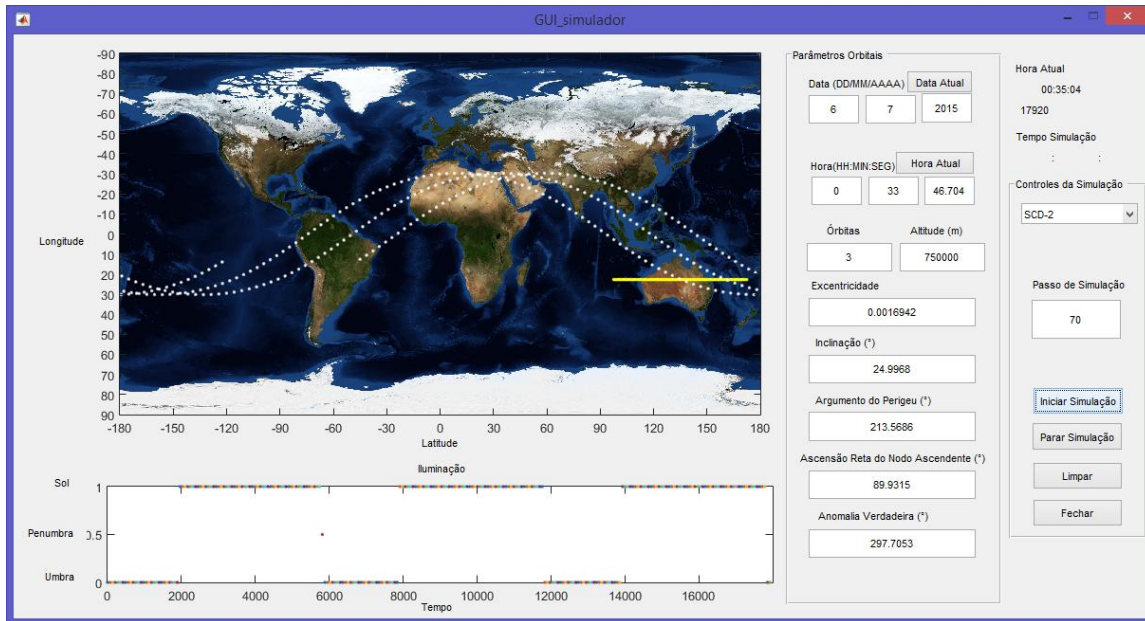 GUI_simulador
-90
-80
-70
-60
-50
-40
-30
-20
-10
0
10
20
30
40
50
60
70
80
90
Longitude
-180 -150 -120 -90 -60 -30 0 30 60 90 120 150 180
Latitude
Iluminação
Sol 1
Penumbra 0.5
Umbra 0
0 2000 4000 6000 8000 10000 12000 14000 16000
Tempo
Parâmetros Orbitais
Data (DD/MM/AAAA) Data Atual
6 7 2015
Hora(HH:MIN:SEG) Hora Atual
0 33 46.704
Órbitas Altitude (m)
3 750000
Excentricidade
0.0016942
Inclinação (°)
24.9968
Argumento do Perigeu (°)
213.5686
Ascensão Reta do Nodo Ascendente (°)
89.9315
Anomalia Verdadeira (°)
297.7053
Hora Atual
00:35:04
17920
Tempo Simulação
: :
Controles da Simulação
SCD-2
Passo de Simulação
70
Iniciar Simulação
Parar Simulação
Limpar
Fechar